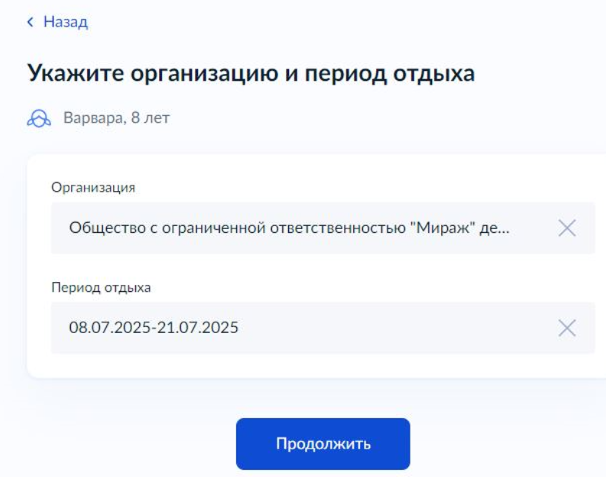 Назад
Укажите организацию и период отдыха
Варвара, 8 лет
Организация
Общество с ограниченной ответственностью "Мираж" де...
Период отдыха
08.07.2025-21.07.2025
Продолжить